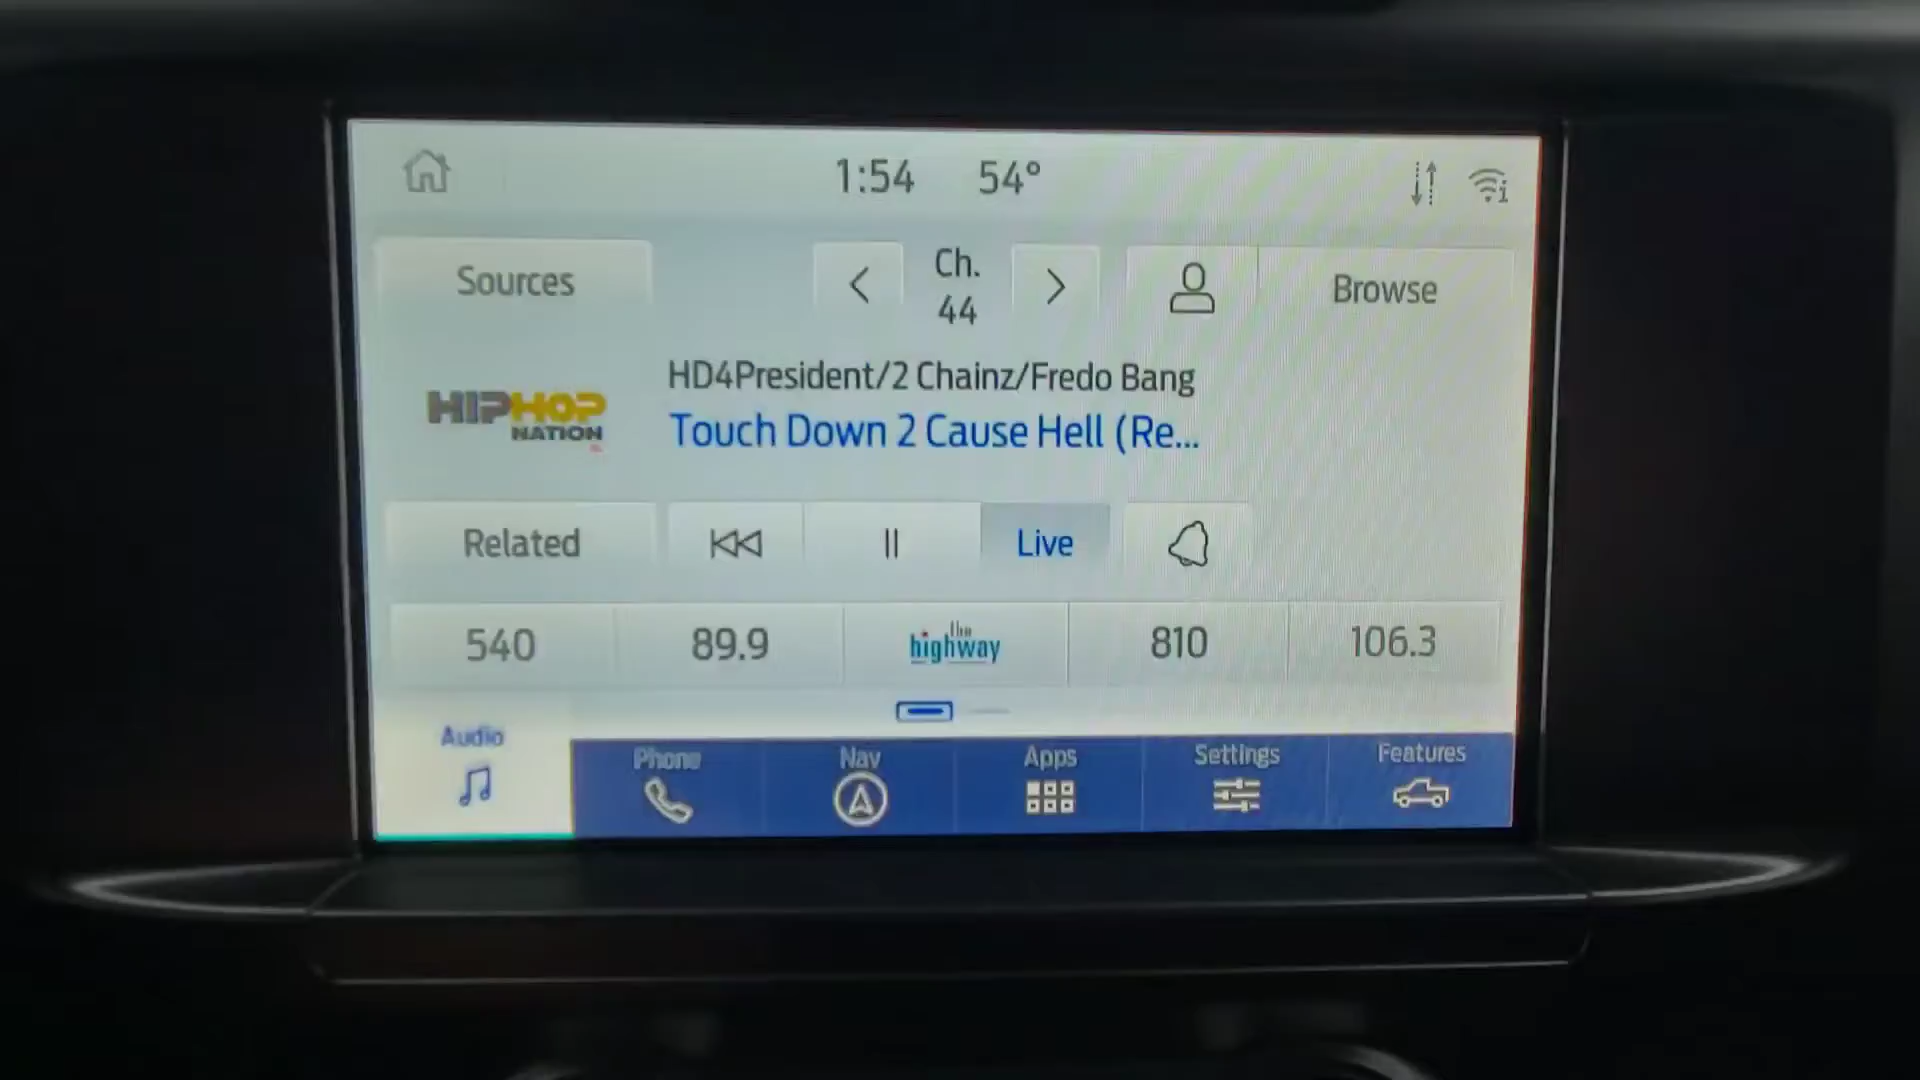 1:54 54°
Sources
Ch.
44
Browse
HIPHOP
NATION
HD4President/2 Chainz/Fredo Bang
Touch Down 2 Cause Hell (Re...
Related
Live
540
89.9
the
highway
810
106.3
Audio
Phone
Nav
Apps
Settings
Features